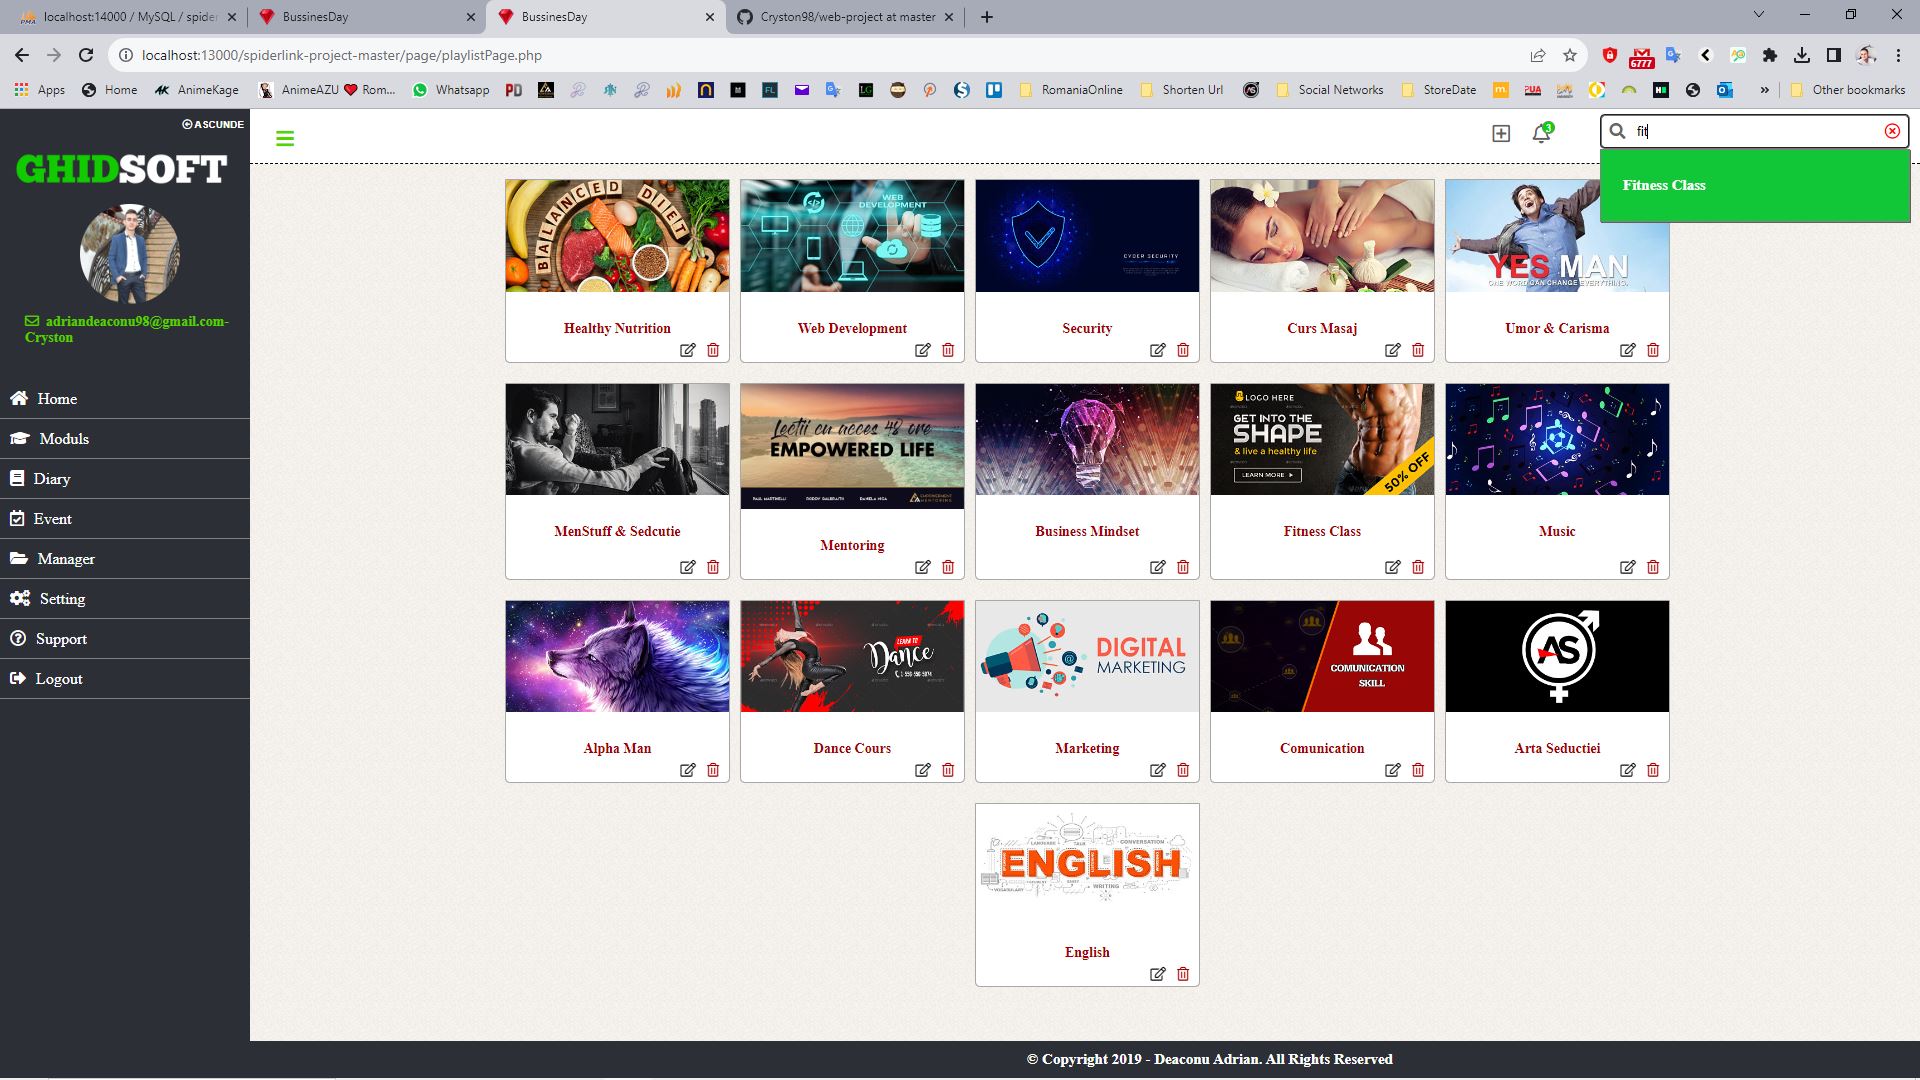 localhost:14000 / MySQL / spider
BussinesDay
BussinesDay
Cryston98/web-project at master
localhost:13000/spiderlink-project-master/page/playlistPage.php
6777
Apps
Home
AnimeKage
AnimeAZU
Rom...
Whatsapp
RomaniaOnline
Shorten Url
Social Networks
StoreDate
»
Other bookmarks
ASCUNDE
GHIDSOFT
adriandeaconu98@gmail.com-
Cryston
Home
Moduls
Diary
Event
Manager
Setting
Support
Logout
3
fit
Fitness Class
BALANCED DIET
Healthy Nutrition
WEB
DEVELOPMENT
Web Development
CYBER SECURITY
Security
Curs Masaj
YES MAN
ONE WORD CAN CHANGE EVERYTHING.
Umor & Carisma
MenStuff & Sedcutie
Lectii cu acces 48 ore
EMPOWERED LIFE
Mentoring
Business Mindset
LOGO HERE
GET INTO THE
SHAPE
& live a healthy life
LEARN MORE
50% OFF
Fitness Class
Music
Alpha Man
LEARN TO
Dance
Dance Cours
DIGITAL
MARKETING
Marketing
COMUNICATION
SKILL
Comunication
AS
Arta Seductiei
LANGUAGE
TALK
CONVERSATION
ENGLISH
VOCABULARY
WRITING
English
© Copyright 2019 - Deaconu Adrian. All Rights Reserved